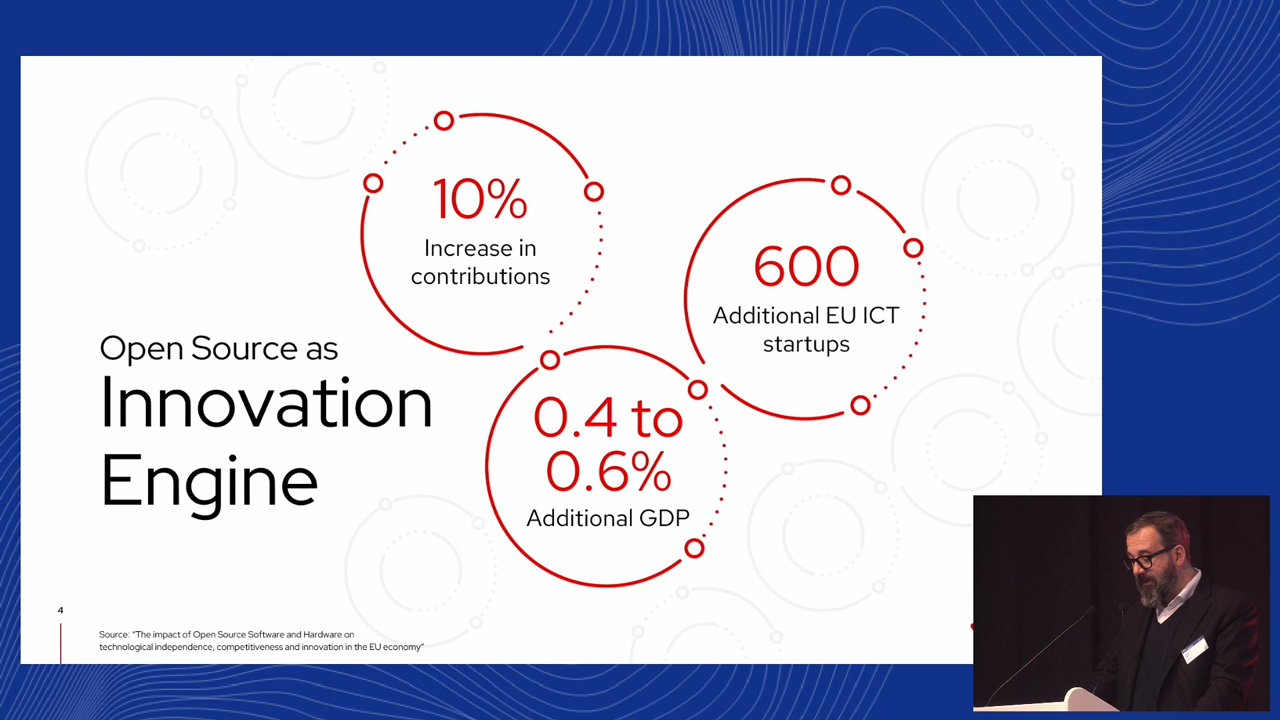 10%
Increase in
contributions
600
Additional EU ICT
startups
Open Source as
Innovation
Engine
0.4 to
0.6%
Additional GDP
4
Source: "The impact of Open Source Software and Hardware on
technological independence, competitiveness and innovation in the EU economy"